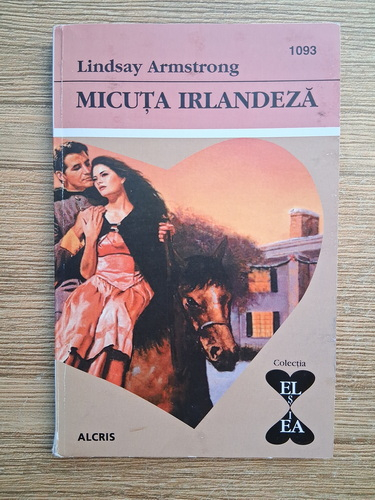 1093
Lindsay Armstrong
MICUȚA IRLANDEZĂ
Colecția
EL
ȘI
EA
ALCRIS